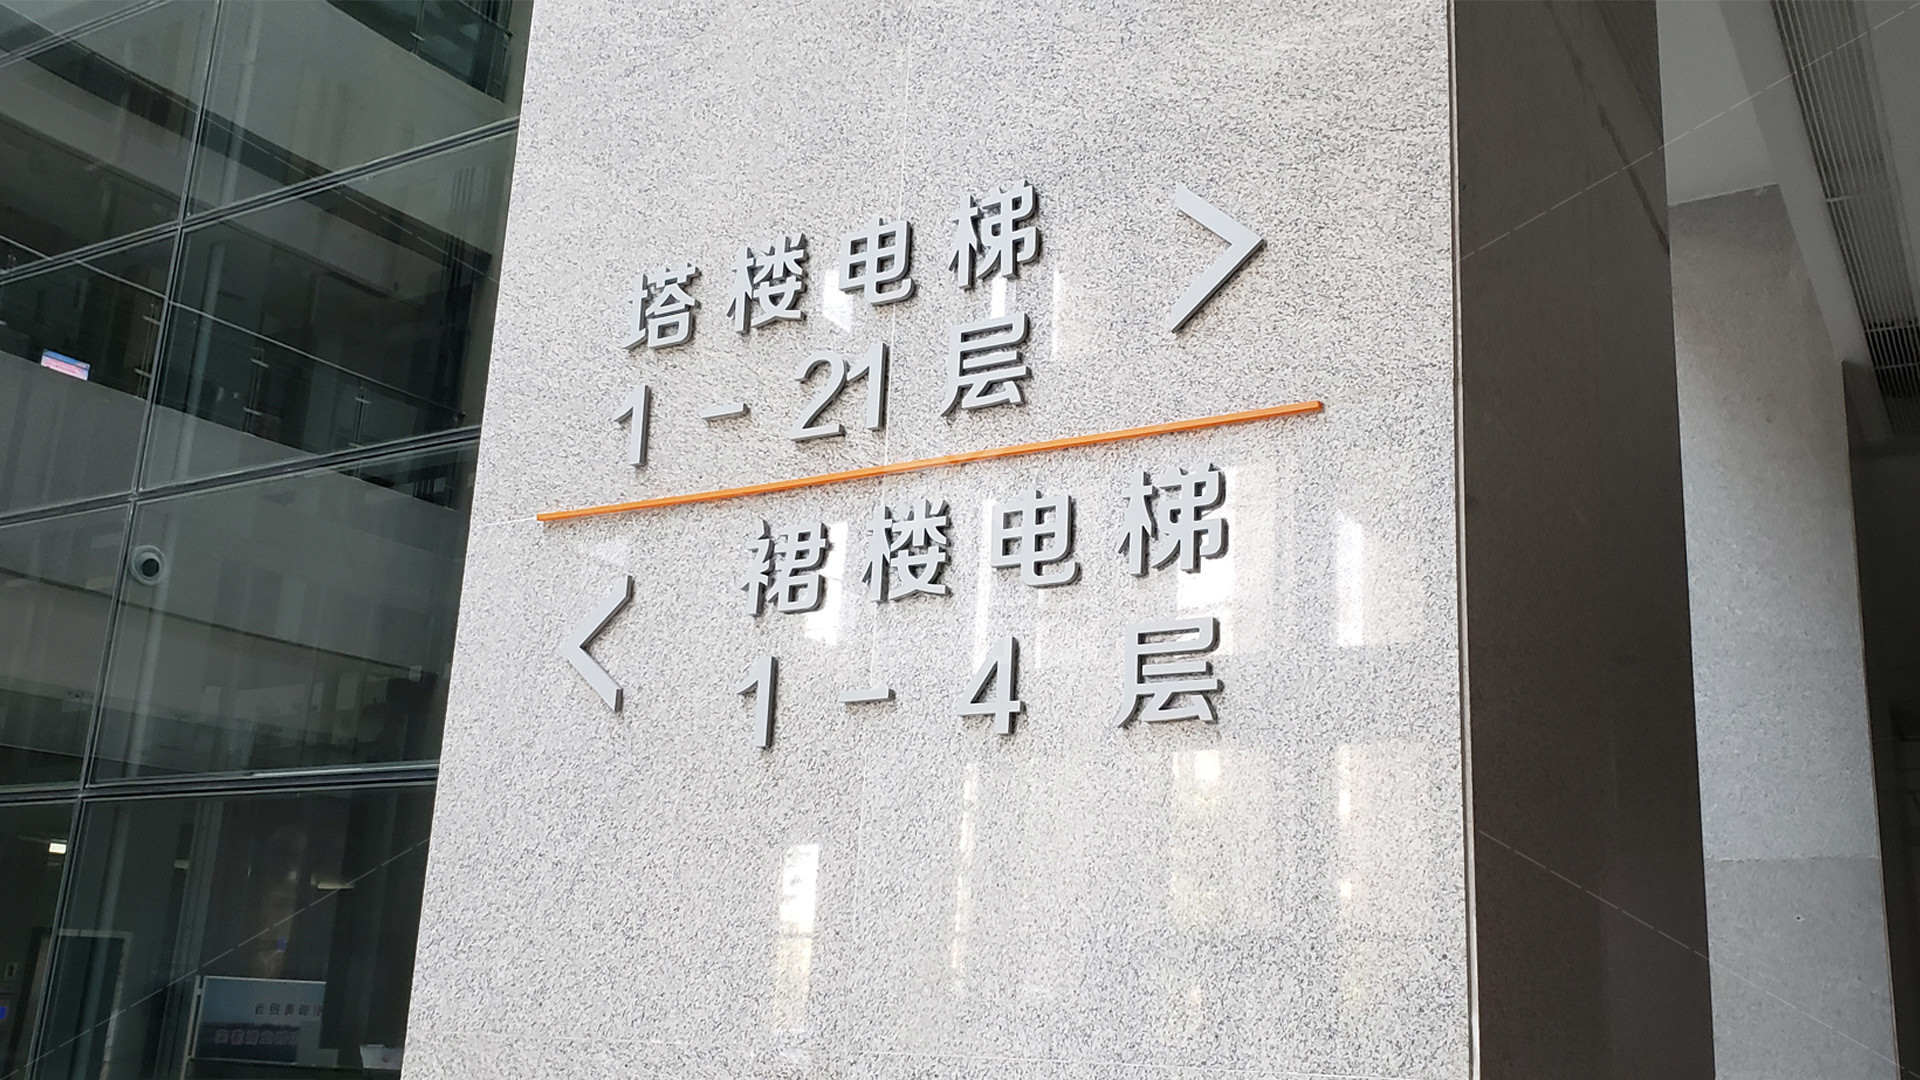 塔楼电梯 >
1-21层
裙楼电梯
< 1-4 层